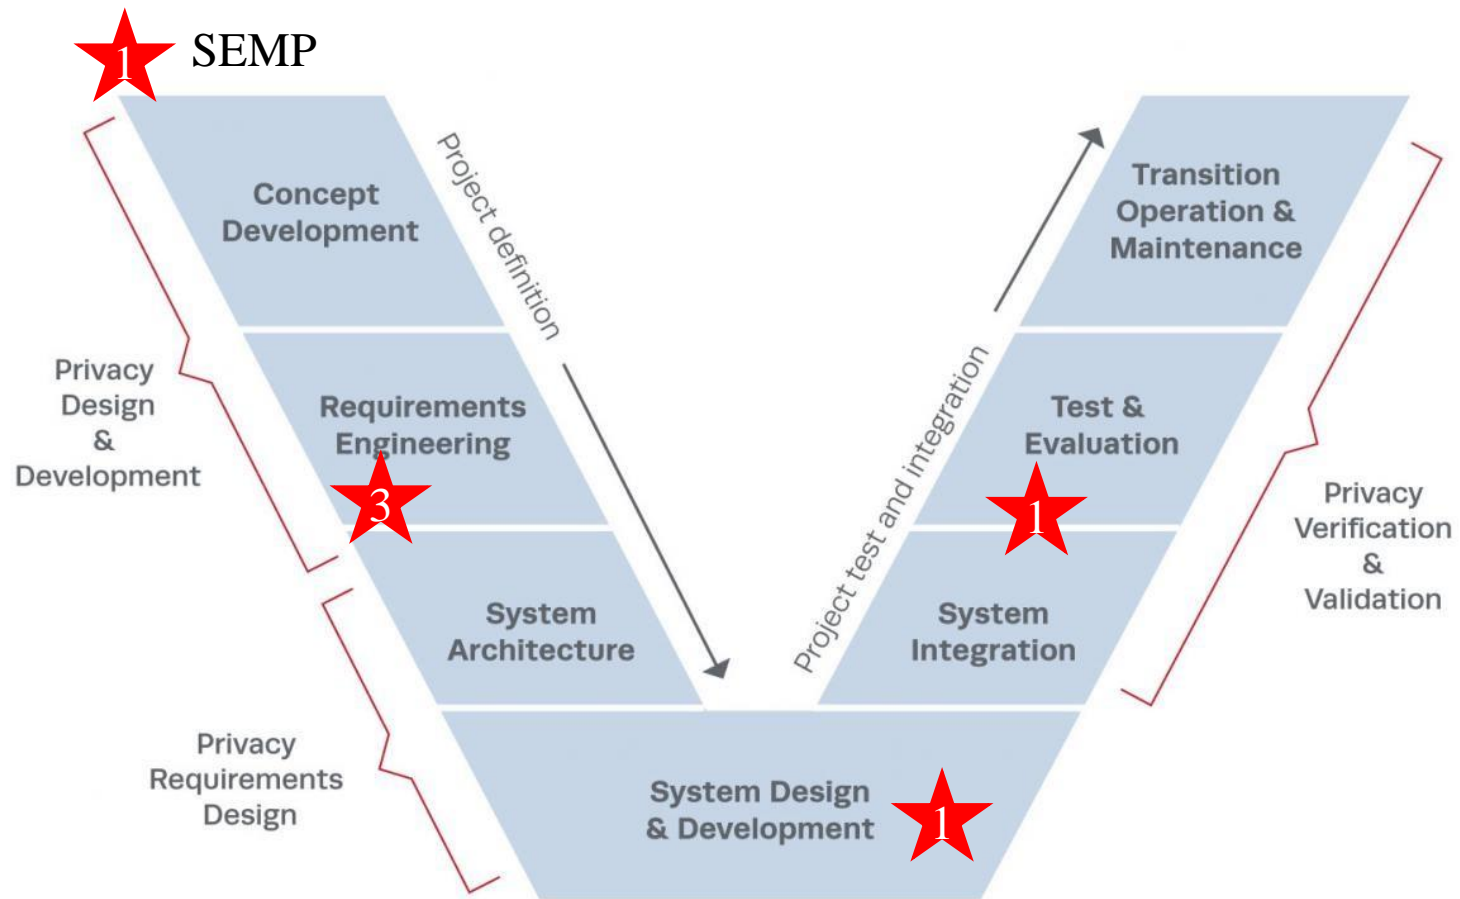 1
SEMP
Concept
Development
Project definition
Transition
Operation &
Maintenance
Privacy
Design
&
Development
Requirements
Engineering
3
Project test and integration
Test &
Evaluation
1
Privacy
Verification
&
Validation
System
Architecture
System
Integration
Privacy
Requirements
Design
System Design
& Development
1